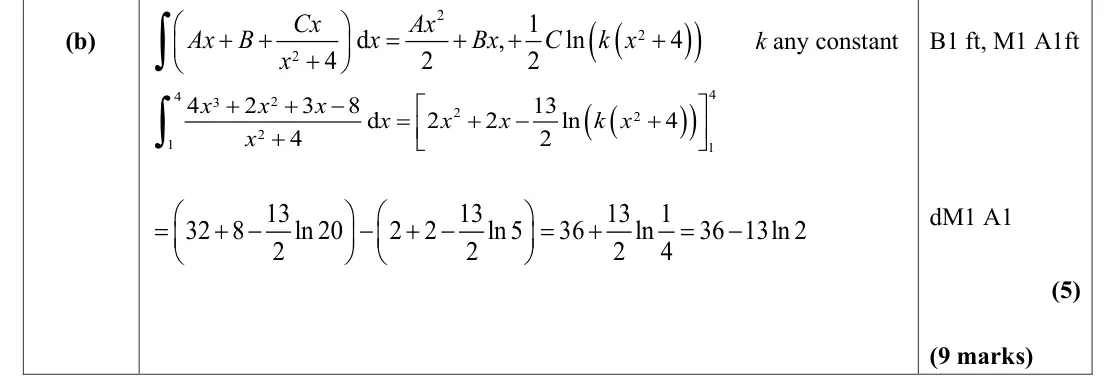 (b) ∫(Ax + B + Cx/(x² + 4)) dx = Ax²/2 + Bx, + 1/2 C ln(k(x² + 4)) k any constant B1 ft, M1 A1ft
∫₁⁴ (4x³ + 2x² + 3x − 8)/(x² + 4) dx = [2x² + 2x − 13/2 ln(k(x² + 4))]₁⁴
= (32 + 8 − 13/2 ln 20) − (2 + 2 − 13/2 ln 5) = 36 + 13/2 ln 1/4 = 36 − 13 ln 2 dM1 A1
(5)
(9 marks)